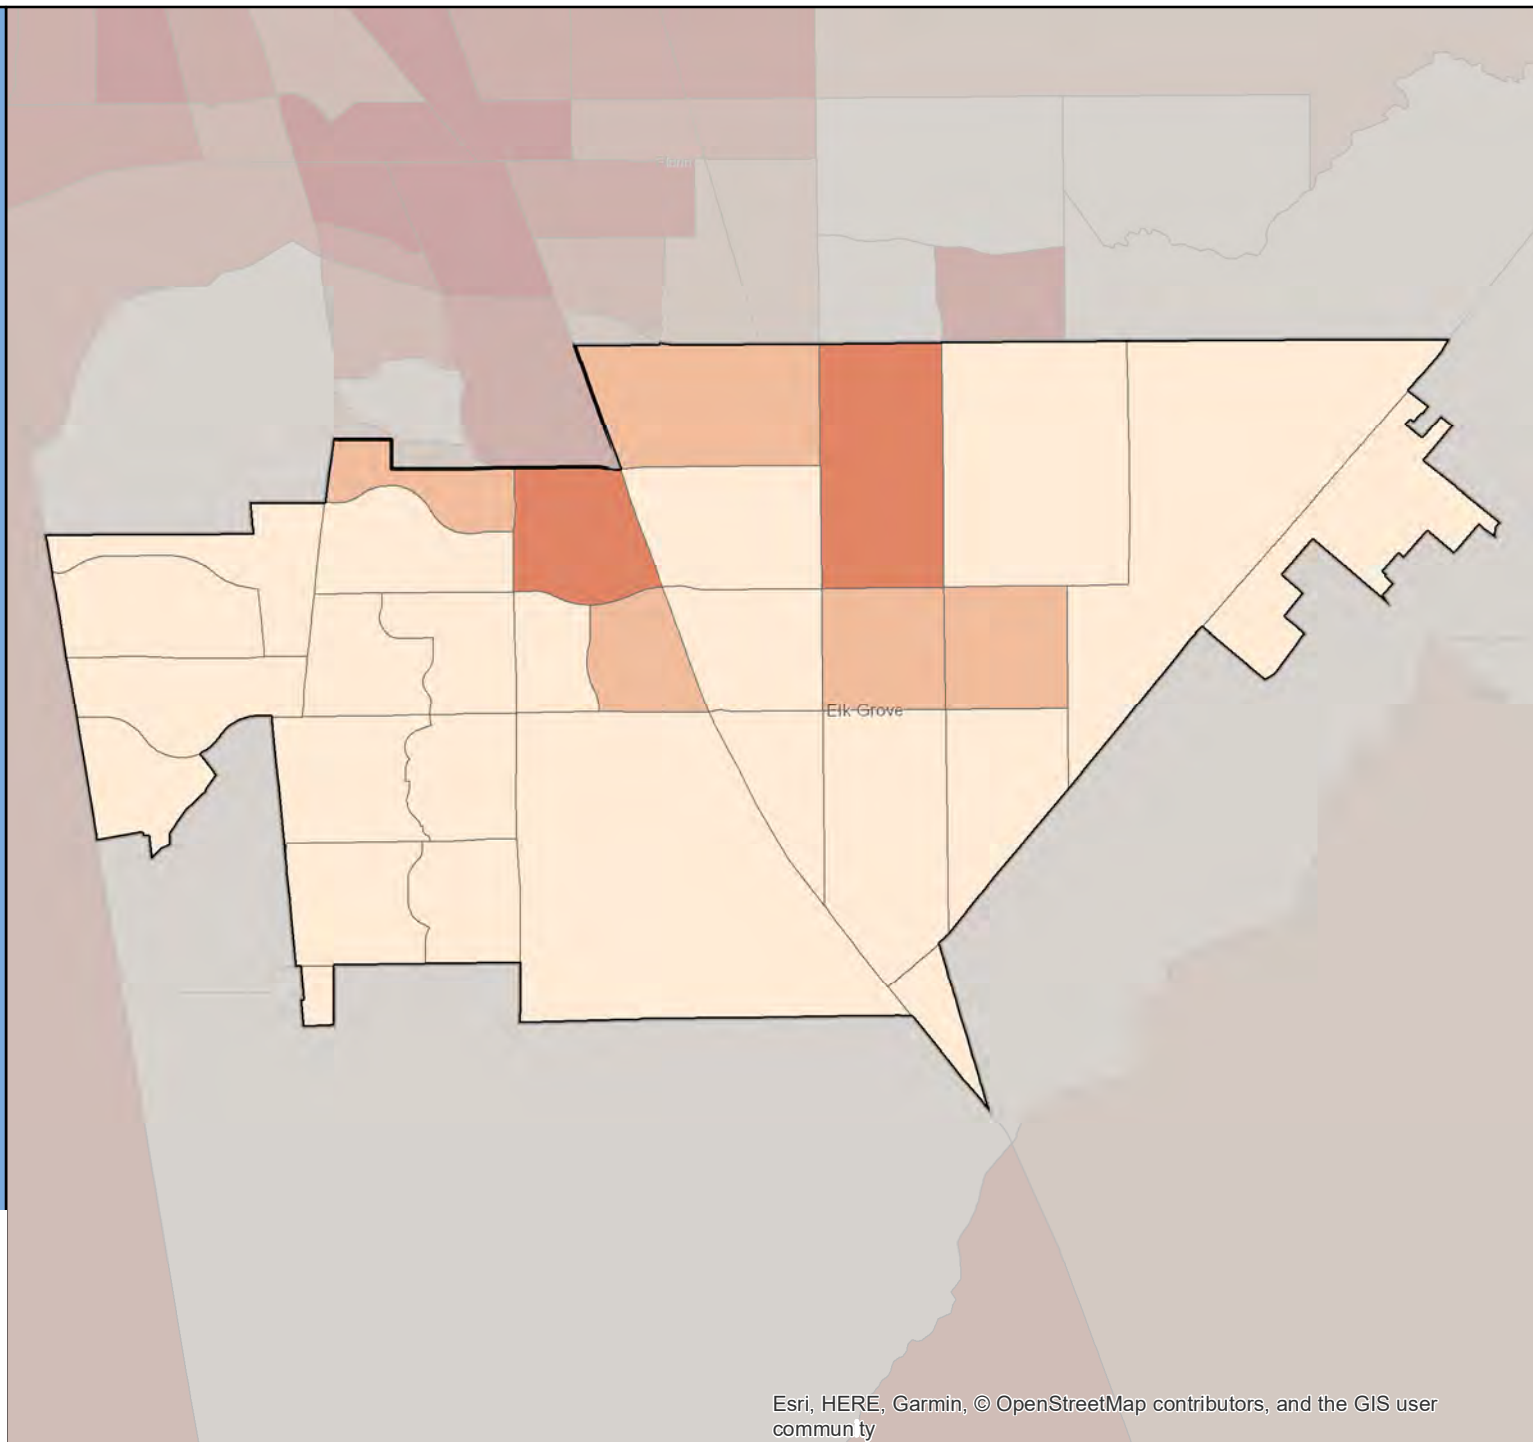 Elk Grove
Esri, HERE, Garmin, © OpenStreetMap contributors, and the GIS user
commun ty